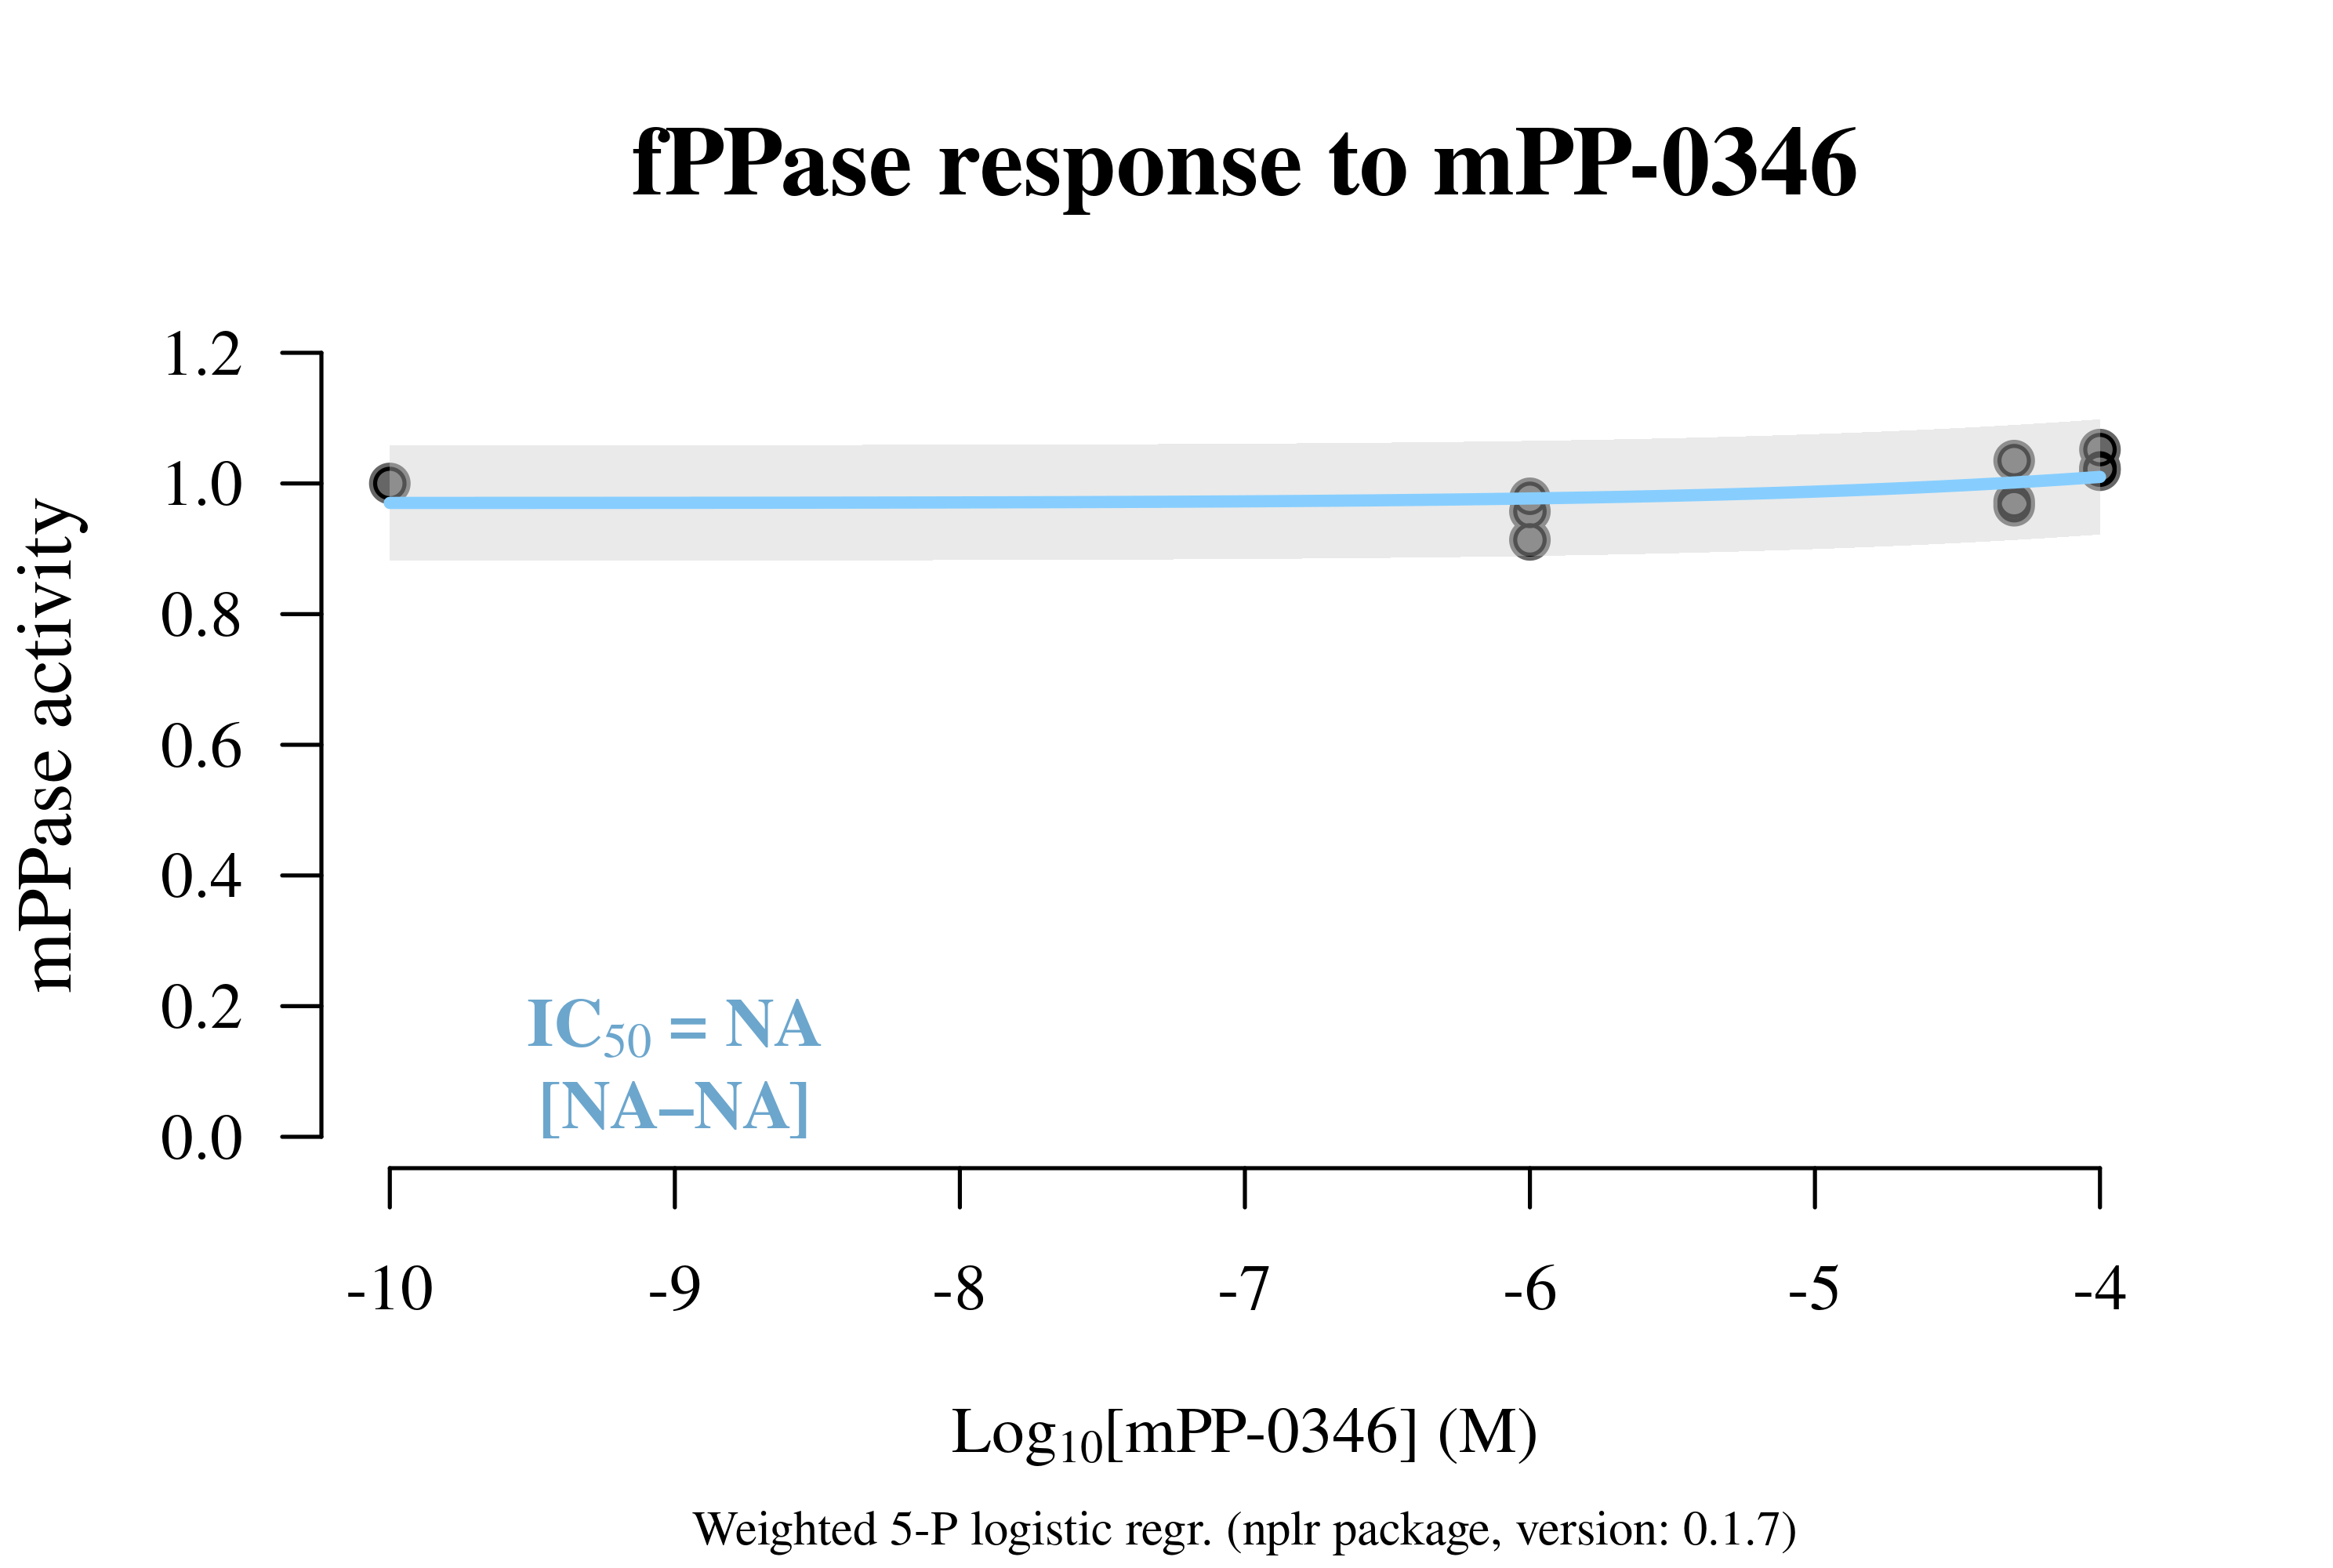 fPPase response to mPP-0346
mPPase activity
1.2
1.0
0.8
0.6
0.4
0.2
0.0
IC₅₀ = NA
[NA–NA]
-10 -9 -8 -7 -6 -5 -4
Log₁₀[mPP-0346] (M)
Weighted 5-P logistic regr. (nplr package, version: 0.1.7)